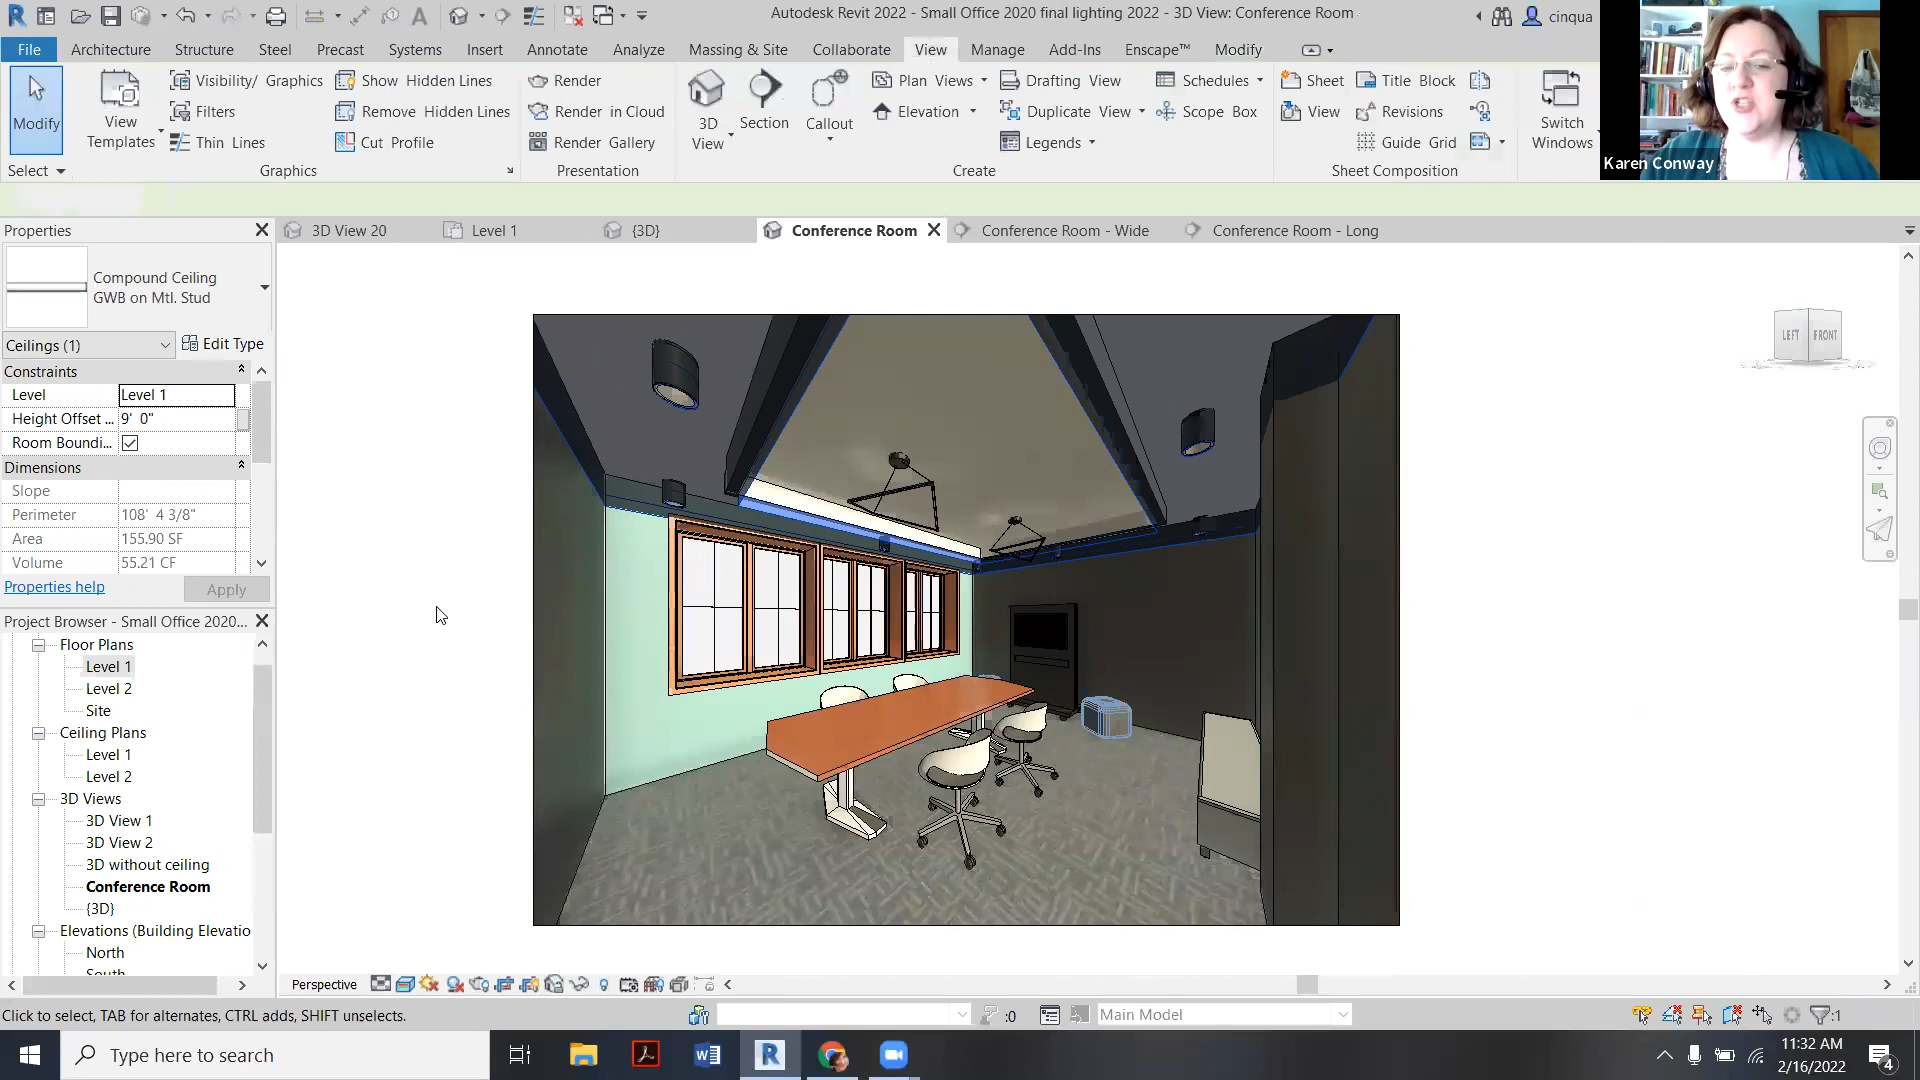 Autodesk Revit 2022 - Small Office 2020 final lighting 2022 - 3D View: Conference Room
cinqua
File Architecture Structure Steel Precast Systems Insert Annotate Analyze Massing & Site Collaborate View Manage Add-Ins Enscape™ Modify
Modify
View Templates
Visibility/ Graphics
Filters
Thin Lines
Show Hidden Lines
Remove Hidden Lines
Cut Profile
Render
Render in Cloud
Render Gallery
3D View
Section
Callout
Plan Views
Elevation
Drafting View
Duplicate View
Legends
Schedules
Scope Box
Sheet
View
Title Block
Revisions
Guide Grid
Switch Windows
Select
Graphics
Presentation
Create
Sheet Composition
Karen Conway
Properties
3D View 20
Level 1
{3D}
Conference Room
Conference Room - Wide
Conference Room - Long
Compound Ceiling
GWB on Mtl. Stud
Ceilings (1)
Edit Type
Constraints
Level Level 1
Height Offset ... 9' 0"
Room Boundi...
Dimensions
Slope
Perimeter 108' 4 3/8"
Area 155.90 SF
Volume 55.21 CF
Properties help
Apply
LEFT FRONT
Project Browser - Small Office 2020...
Floor Plans
Level 1
Level 2
Site
Ceiling Plans
Level 1
Level 2
3D Views
3D View 1
3D View 2
3D without ceiling
Conference Room
{3D}
Elevations (Building Elevatio
North
South
Perspective
Click to select, TAB for alternates, CTRL adds, SHIFT unselects.
:0
Main Model
:1
Type here to search
11:32 AM
2/16/2022
4